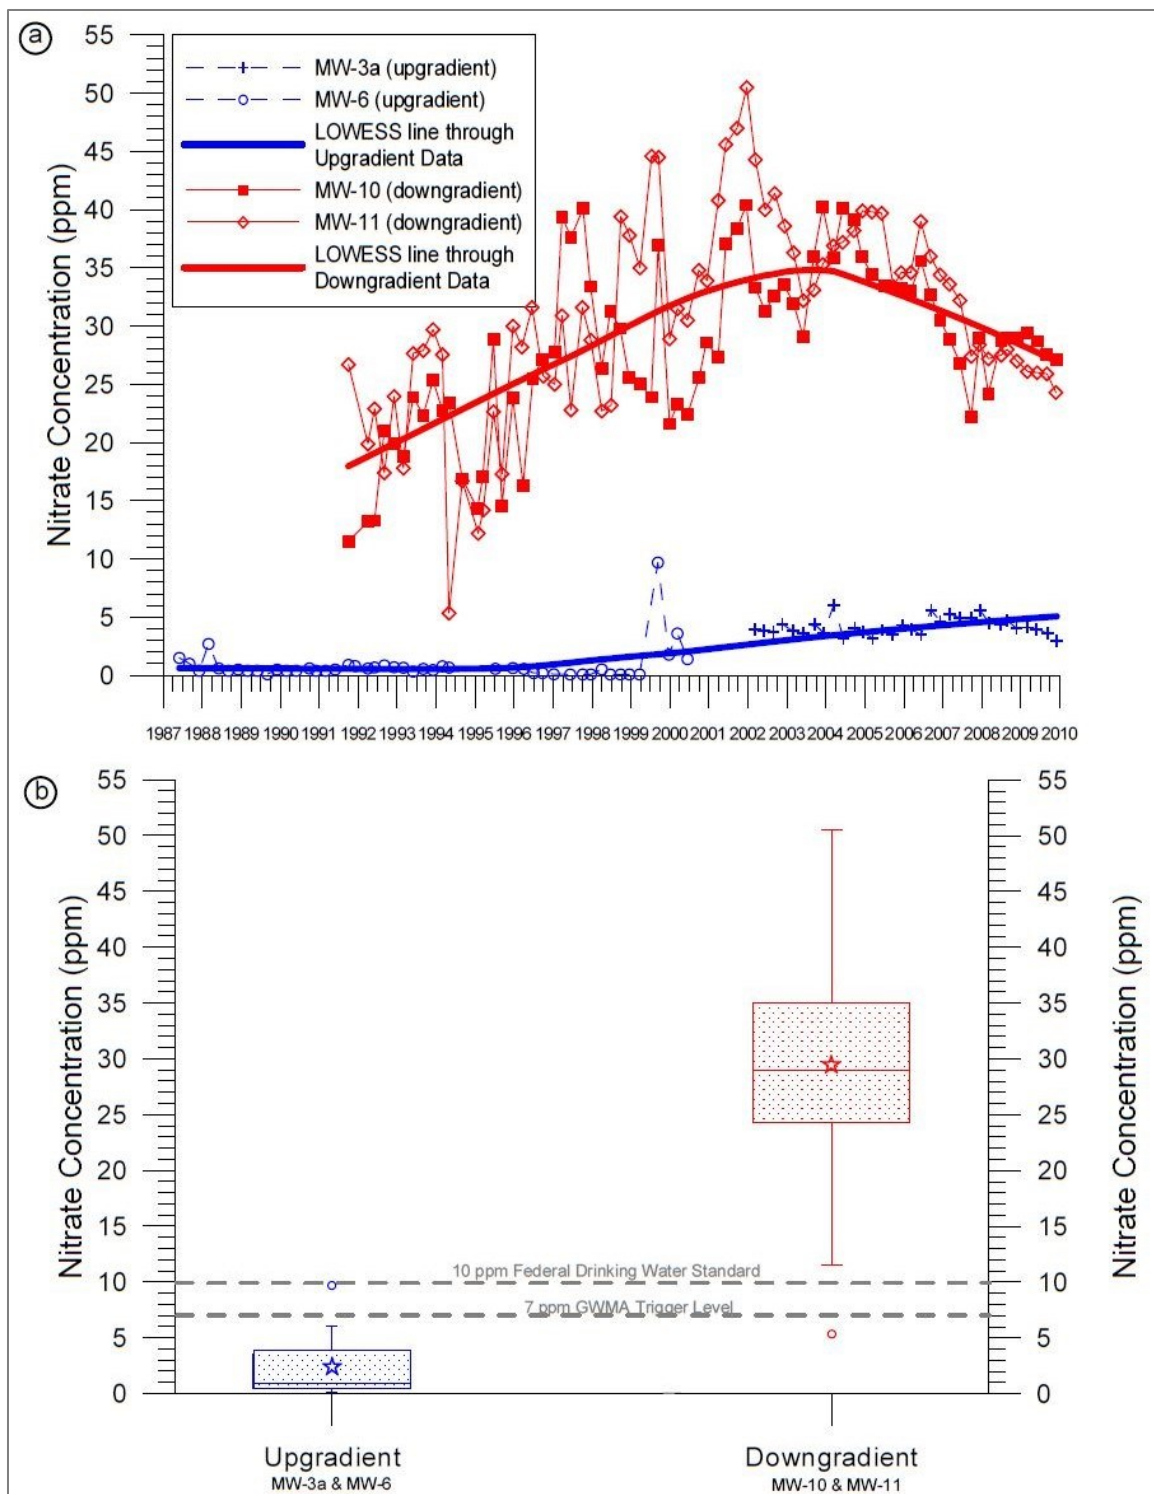 a
55
50
45
40
35
30
25
20
15
10
5
0
Nitrate Concentration (ppm)
MW-3a (upgradient)
MW-6 (upgradient)
LOWESS line through
Upgradient Data
MW-10 (downgradient)
MW-11 (downgradient)
LOWESS line through
Downgradient Data
1987 1988 1989 1990 1991 1992 1993 1994 1995 1996 1997 1998 1999 2000 2001 2002 2003 2004 2005 2006 2007 2008 2009 2010
b
55
50
45
40
35
30
25
20
15
10
5
0
Nitrate Concentration (ppm)
10 ppm Federal Drinking Water Standard
7 ppm GWMA Trigger Level
55
50
45
40
35
30
25
20
15
10
5
0
Nitrate Concentration (ppm)
Upgradient
MW-3a & MW-6
Downgradient
MW-10 & MW-11